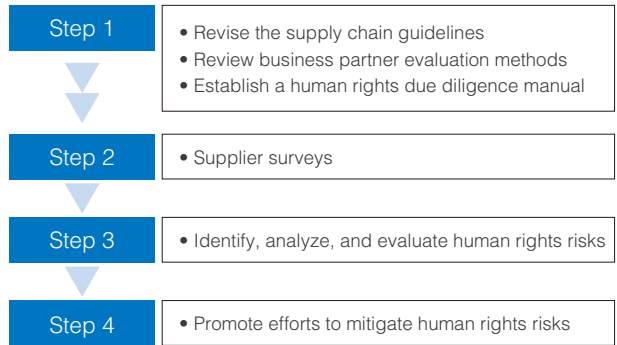 Step 1
• Revise the supply chain guidelines
• Review business partner evaluation methods
• Establish a human rights due diligence manual
Step 2
• Supplier surveys
Step 3
• Identify, analyze, and evaluate human rights risks
Step 4
• Promote efforts to mitigate human rights risks